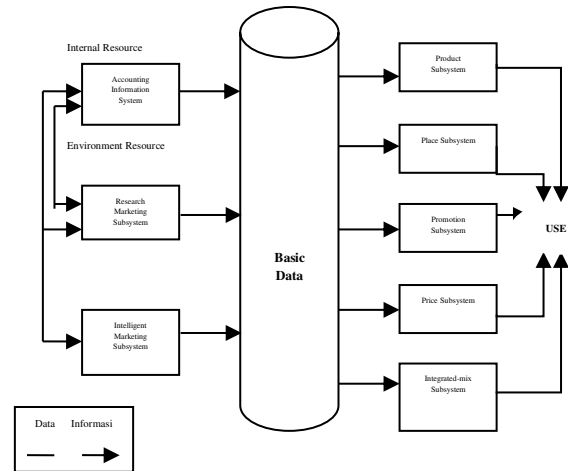 Internal Resource
Accounting
Information
System
Environment Resource
Research
Marketing
Subsystem
Intelligent
Marketing
Subsystem
Basic
Data
Product
Subsystem
Place Subsystem
Promotion
Subsystem
Price Subsystem
Integrated-mix
Subsystem
USE
Data Informasi